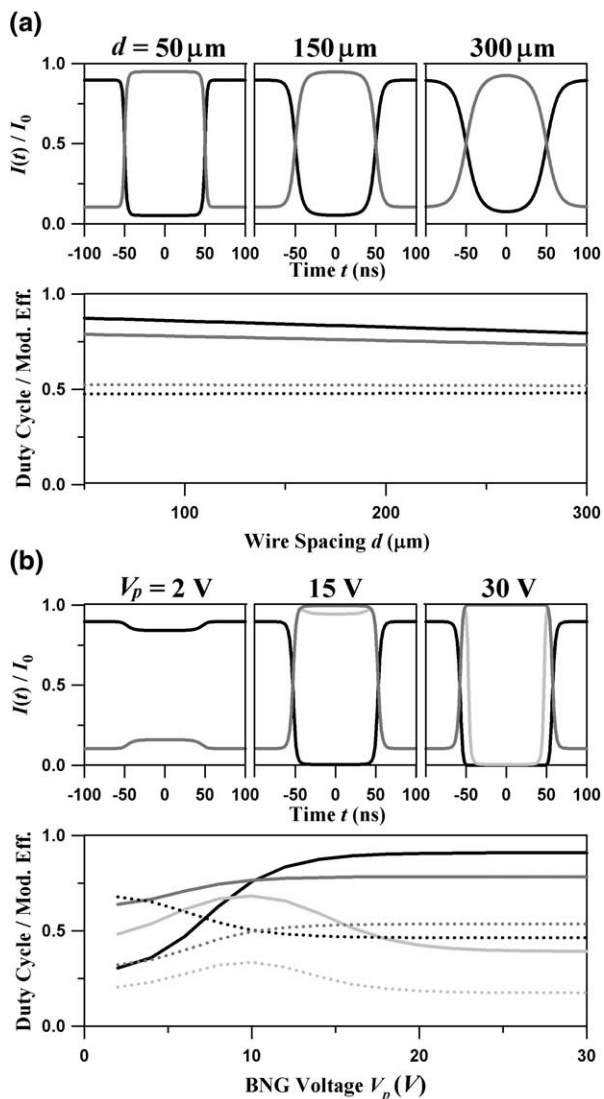 (a)
d = 50 μm 150 μm 300 μm
I(t) / I0
1.0
0.5
0.0
-100 -50 0 50 100 -50 0 50 100 -50 0 50 100
Time t (ns)
Duty Cycle / Mod. Eff.
1.0
0.5
0.0
100 200 300
Wire Spacing d (μm)
(b)
Vp = 2 V 15 V 30 V
I(t) / I0
1.0
0.5
0.0
-100 -50 0 50 100 -50 0 50 100 -50 0 50 100
Time t (ns)
Duty Cycle / Mod. Eff.
1.0
0.5
0.0
0 10 20 30
BNG Voltage Vp (V)